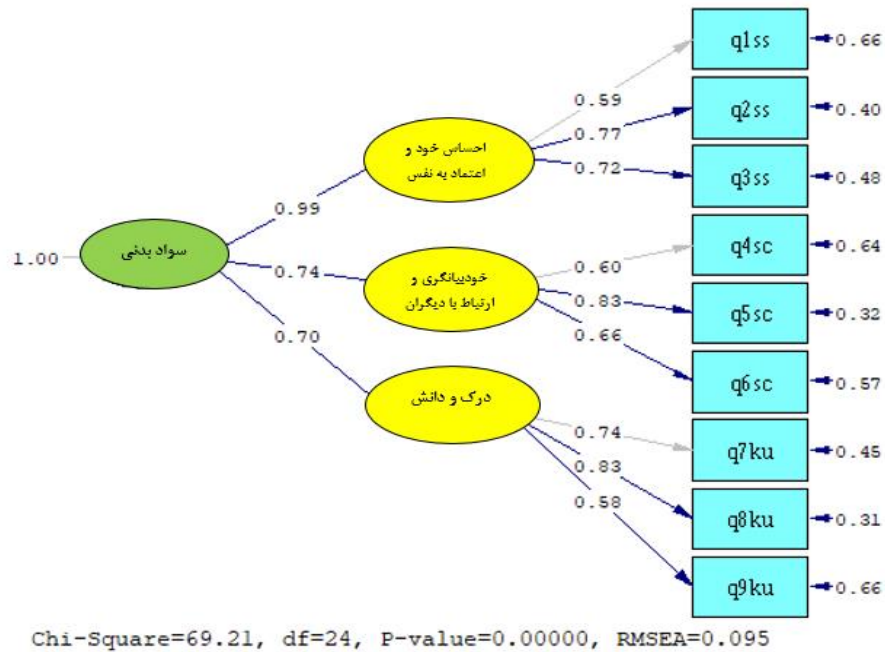 q1ss
0.66
0.59
q2ss
0.40
احساس خود و
اعتماد به نفس
0.77
q3ss
0.48
0.72
0.99
q4sc
0.64
سواد بدنی
1.00
0.60
خودبیانگری و
ارتباط با دیگران
0.74
0.83
q5sc
0.32
0.66
q6sc
0.57
0.70
درک و دانش
0.74
q7ku
0.45
0.83
0.58
q8ku
0.31
q9ku
0.66
Chi-Square=69.21, df=24, P-value=0.00000, RMSEA=0.095